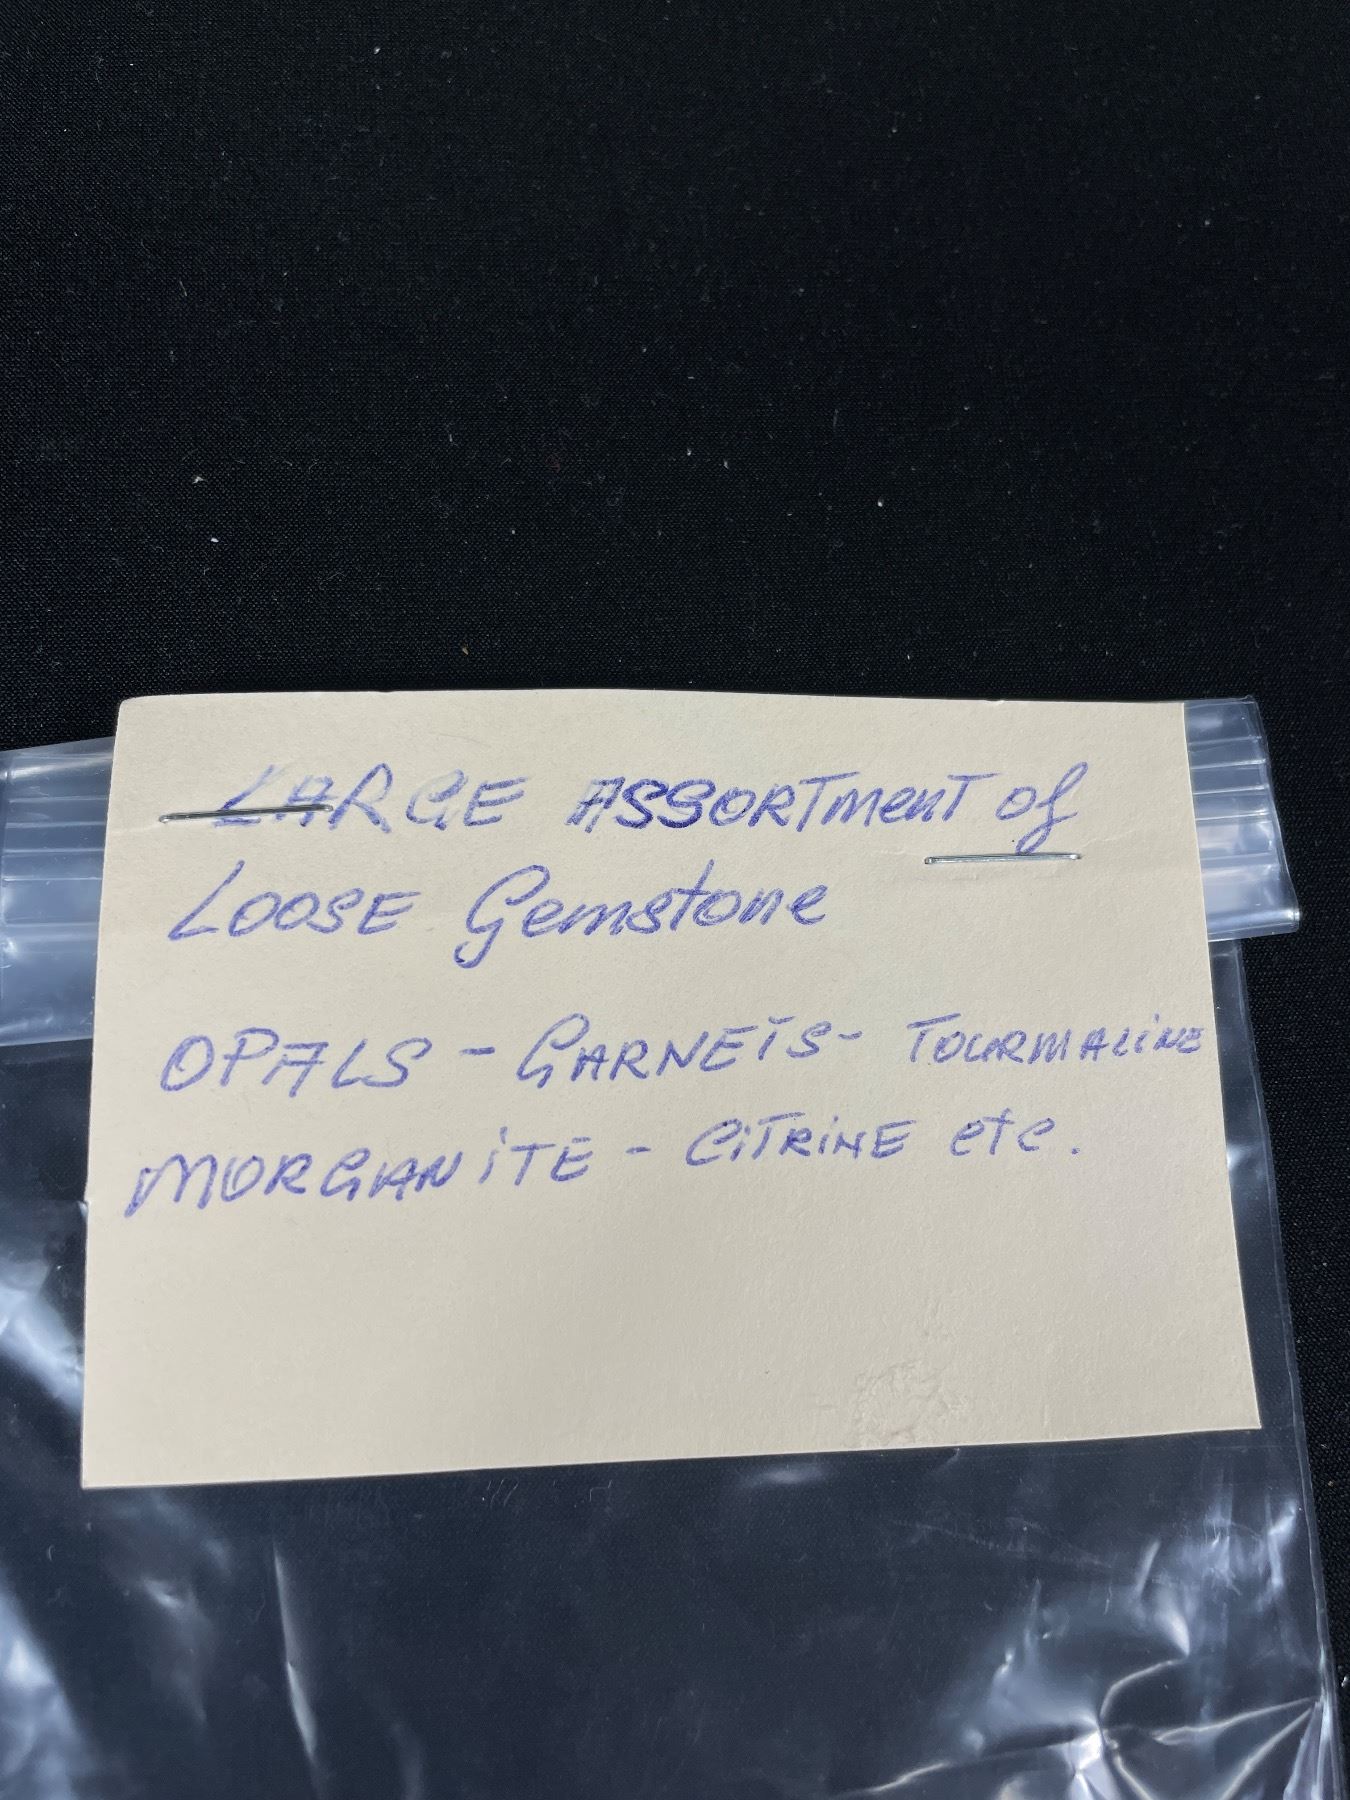 LARGE ASSORTment of
LOOSE Gemstone
OPALS - GARNETS - TOURMALINE
MORGANiTE - CiTRiNE etc.